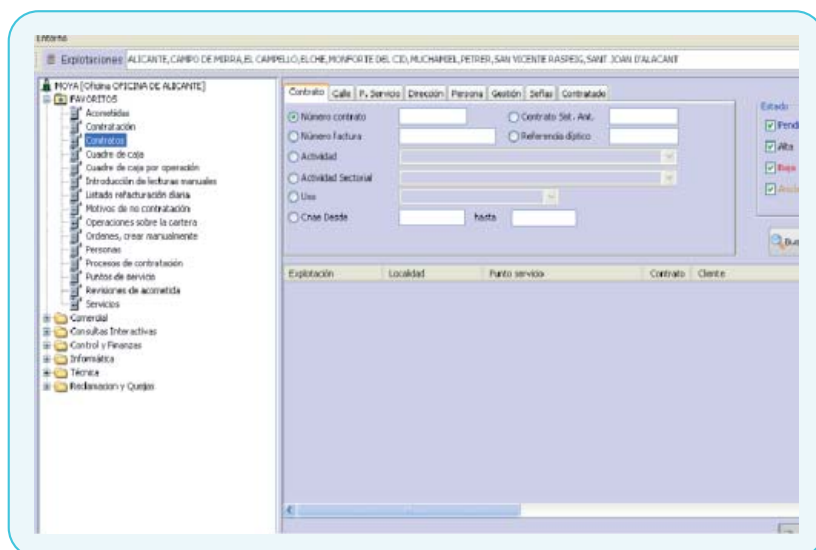 Entorno
Explotaciones ALICANTE, CAMPO DE MIRRA, EL CAMPELLO, ELCHE, MONFORTE DEL CID, MUCHAMIEL, PETRER, SAN VICENTE RASPEIG, SANT JOAN D'ALACANT
MOYA [Oficina OFICINA DE ALICANTE]
FAVORITOS
Acometidas
Contratación
Contratos
Cuadre de caja
Cuadre de caja por operación
Introducción de lecturas manuales
Listado refacturación diaria
Motivos de no contratación
Operaciones sobre la cartera
Ordenes, crear manualmente
Personas
Procesos de contratación
Puntos de servicio
Revisiones de acometida
Servicios
Comercial
Consultas Interactivas
Control y Finanzas
Informática
Técnica
Reclamacion y Quejas
Contrato Calle P. Servicio Dirección Persona Gestión Señas Contratado
Número contrato Contrato Sist. Ant.
Número factura Referencia díptico
Actividad
Actividad Sectorial
Uso
Cnae Desde hasta
Estado
Pend
Alta
Baja
Bus
Explotación Localidad Punto servicio Contrato Cliente